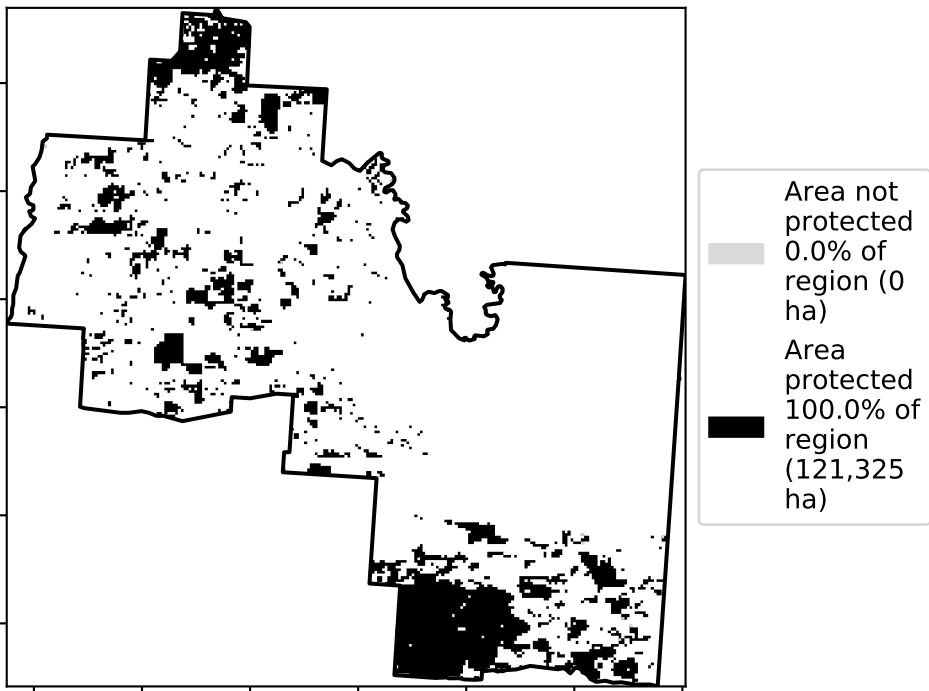 Area not
protected
0.0% of
region (0
ha)
Area
protected
100.0% of
region
(121,325
ha)